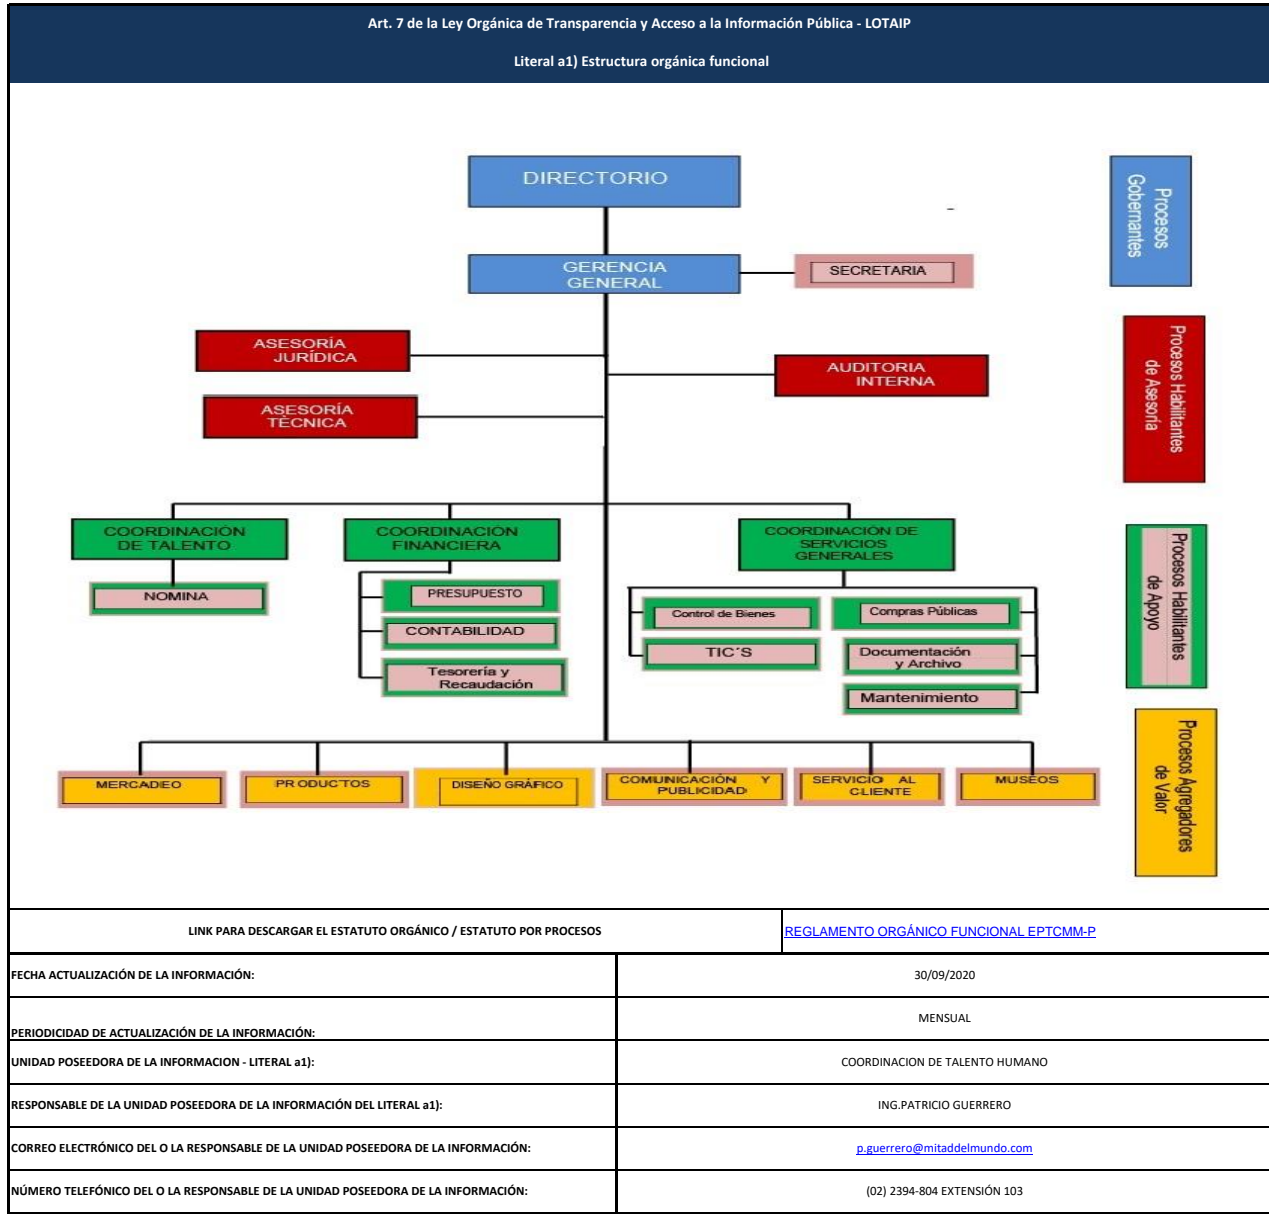 Art. 7 de la Ley Orgánica de Transparencia y Acceso a la Información Pública - LOTAIP
Literal a1) Estructura orgánica funcional
DIRECTORIO
Procesos
Gobernantes
GERENCIA
GENERAL
SECRETARIA
ASESORÍA
JURÍDICA
AUDITORIA
INTERNA
ASESORÍA
TÉCNICA
Procesos Habilitantes
de Asesoría
COORDINACIÓN
DE TALENTO
COORDINACIÓN
FINANCIERA
COORDINACIÓN DE
SERVICIOS
GENERALES
NOMINA
PRESUPUESTO
CONTABILIDAD
Tesorería y
Recaudación
Control de Bienes
TIC´S
Compras Públicas
Documentación
y Archivo
Mantenimiento
Procesos Habilitantes
de Apoyo
MERCADEO
PRODUCTOS
DISEÑO GRÁFICO
COMUNICACIÓN Y
PUBLICIDAD
SERVICIO AL
CLIENTE
MUSEOS
Procesos Agregadores
de Valor
LINK PARA DESCARGAR EL ESTATUTO ORGÁNICO / ESTATUTO POR PROCESOS
REGLAMENTO ORGÁNICO FUNCIONAL EPTCMM-P
FECHA ACTUALIZACIÓN DE LA INFORMACIÓN:
30/09/2020
PERIODICIDAD DE ACTUALIZACIÓN DE LA INFORMACIÓN:
MENSUAL
UNIDAD POSEEDORA DE LA INFORMACION - LITERAL a1):
COORDINACION DE TALENTO HUMANO
RESPONSABLE DE LA UNIDAD POSEEDORA DE LA INFORMACIÓN DEL LITERAL a1):
ING.PATRICIO GUERRERO
CORREO ELECTRÓNICO DEL O LA RESPONSABLE DE LA UNIDAD POSEEDORA DE LA INFORMACIÓN:
p.guerrero@mitaddelmundo.com
NÚMERO TELEFÓNICO DEL O LA RESPONSABLE DE LA UNIDAD POSEEDORA DE LA INFORMACIÓN:
(02) 2394-804 EXTENSIÓN 103